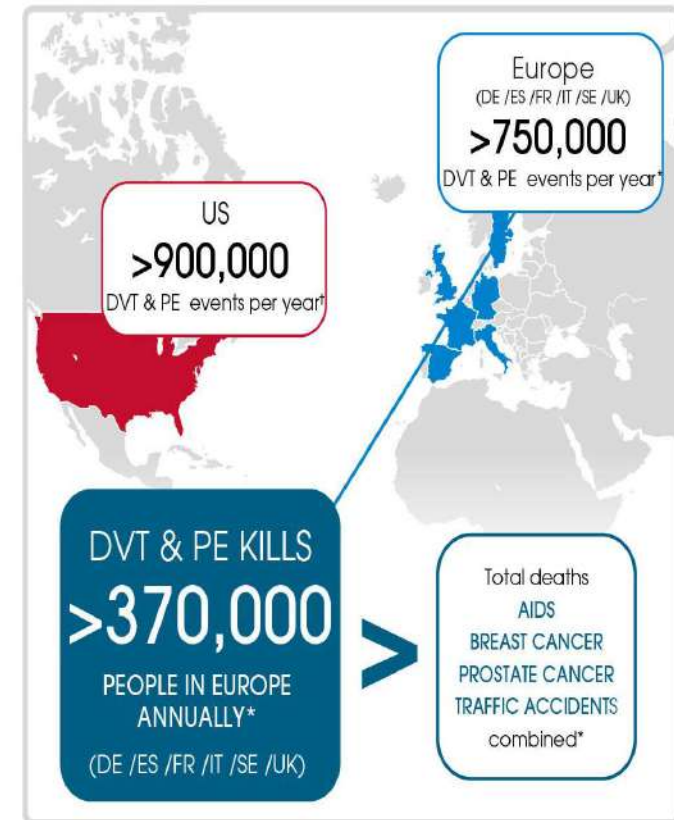 Europe
(DE /ES /FR /IT /SE /UK)
>750,000
DVT & PE events per year*
US
>900,000
DVT & PE events per year†
DVT & PE KILLS
>370,000
PEOPLE IN EUROPE
ANNUALLY*
(DE /ES /FR /IT /SE /UK)
>
Total deaths
AIDS
BREAST CANCER
PROSTATE CANCER
TRAFFIC ACCIDENTS
combined*